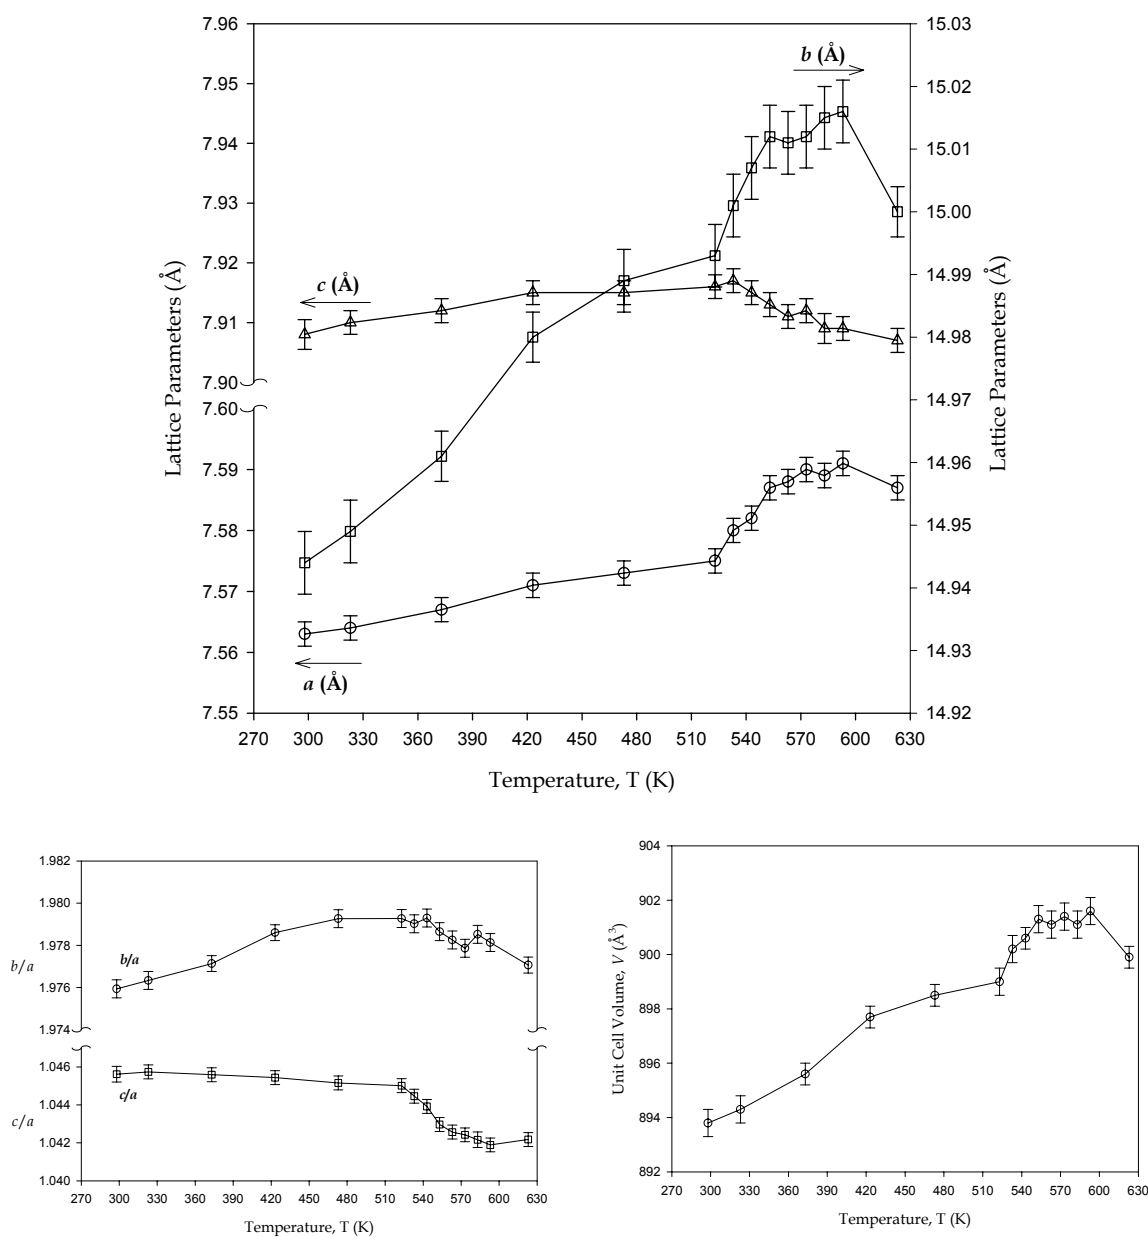 7.96
7.95
7.94
7.93
7.92
7.91
7.90
7.60
7.59
7.58
7.57
7.56
7.55
Lattice Parameters (Å)
b (Å)
c (Å)
a (Å)
15.03
15.02
15.01
15.00
14.99
14.98
14.97
14.96
14.95
14.94
14.93
14.92
Lattice Parameters (Å)
270 300 330 360 390 420 450 480 510 540 570 600 630
Temperature, T (K)
1.982
1.980
1.978
1.976
1.974
1.046
1.044
1.042
1.040
b/a
c/a
b/a
c/a
270 300 330 360 390 420 450 480 510 540 570 600 630
Temperature, T (K)
904
902
900
898
896
894
892
Unit Cell Volume, V (Å³)
270 300 330 360 390 420 450 480 510 540 570 600 630
Temperature, T (K)